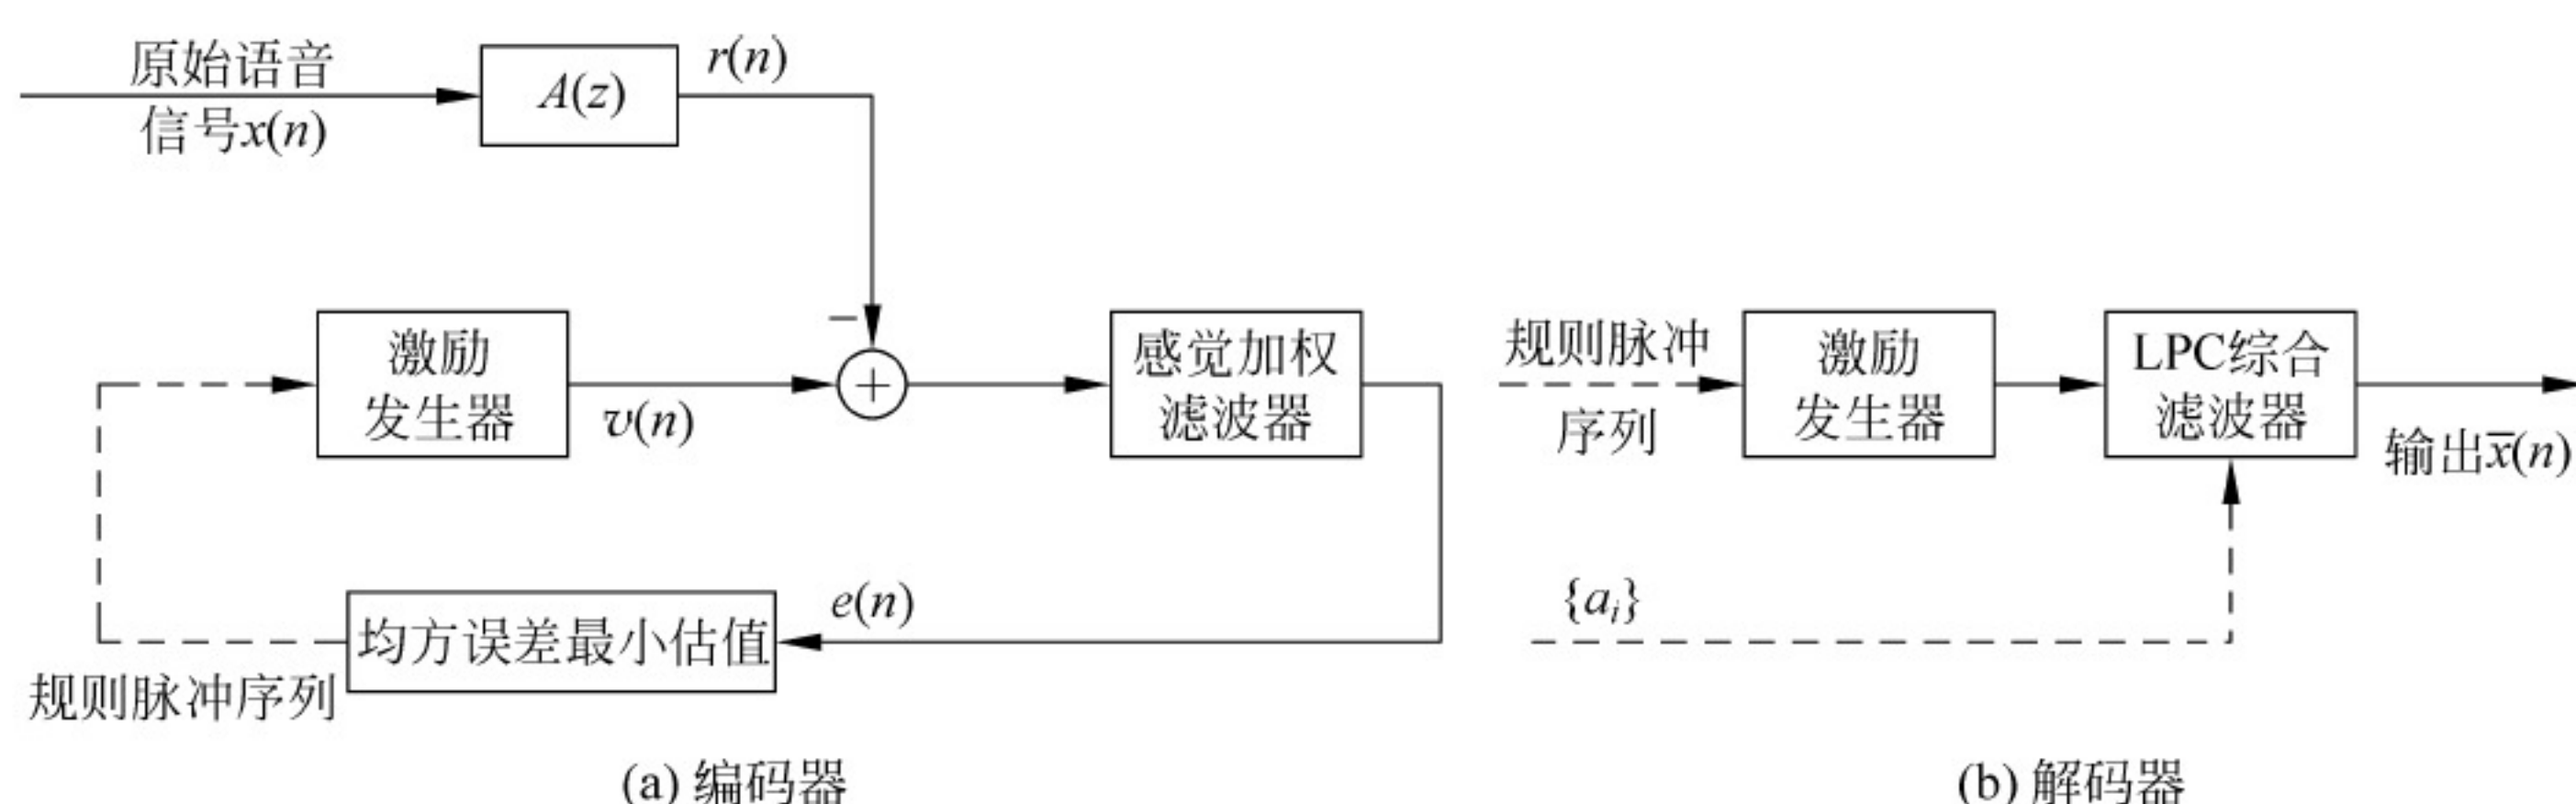 原始语音
信号x(n)
A(z)
r(n)
−
激励
发生器
v(n)
+
感觉加权
滤波器
e(n)
均方误差最小估值
规则脉冲序列
(a) 编码器
规则脉冲
序列
激励
发生器
LPC综合
滤波器
输出x̅(n)
{aᵢ}
(b) 解码器